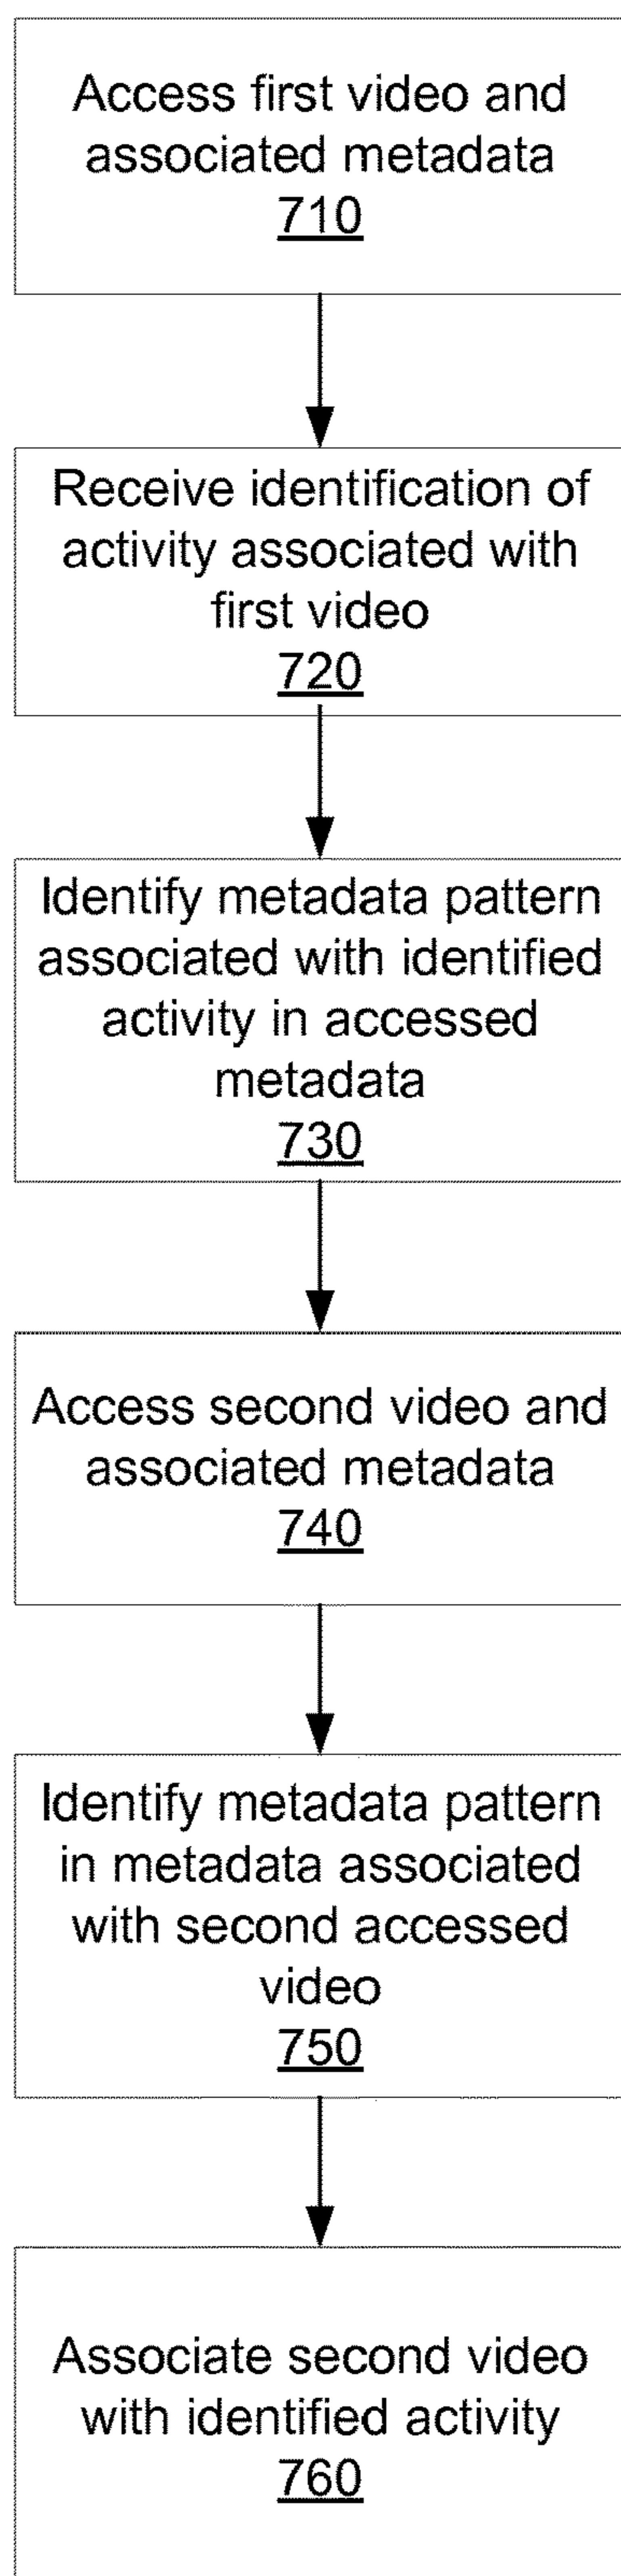 Access first video and
associated metadata
710
Receive identification of
activity associated with
first video
720
Identify metadata pattern
associated with identified
activity in accessed
metadata
730
Access second video and
associated metadata
740
Identify metadata pattern
in metadata associated
with second accessed
video
750
Associate second video
with identified activity
760